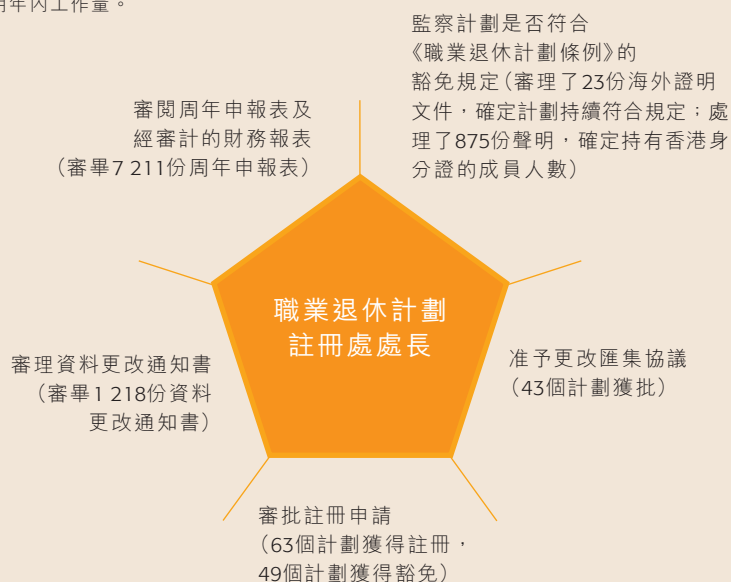 明年內工作量。
監察計劃是否符合
《職業退休計劃條例》的
豁免規定（審理了23份海外證明
文件，確定計劃持續符合規定；處
理了875份聲明，確定持有香港身
分證的成員人數）
審閱周年申報表及
經審計的財務報表
（審畢7 211份周年申報表）
職業退休計劃
註冊處處長
審理資料更改通知書
（審畢1 218份資料
更改通知書）
准予更改匯集協議
（43個計劃獲批）
審批註冊申請
（63個計劃獲得註冊，
49個計劃獲得豁免）